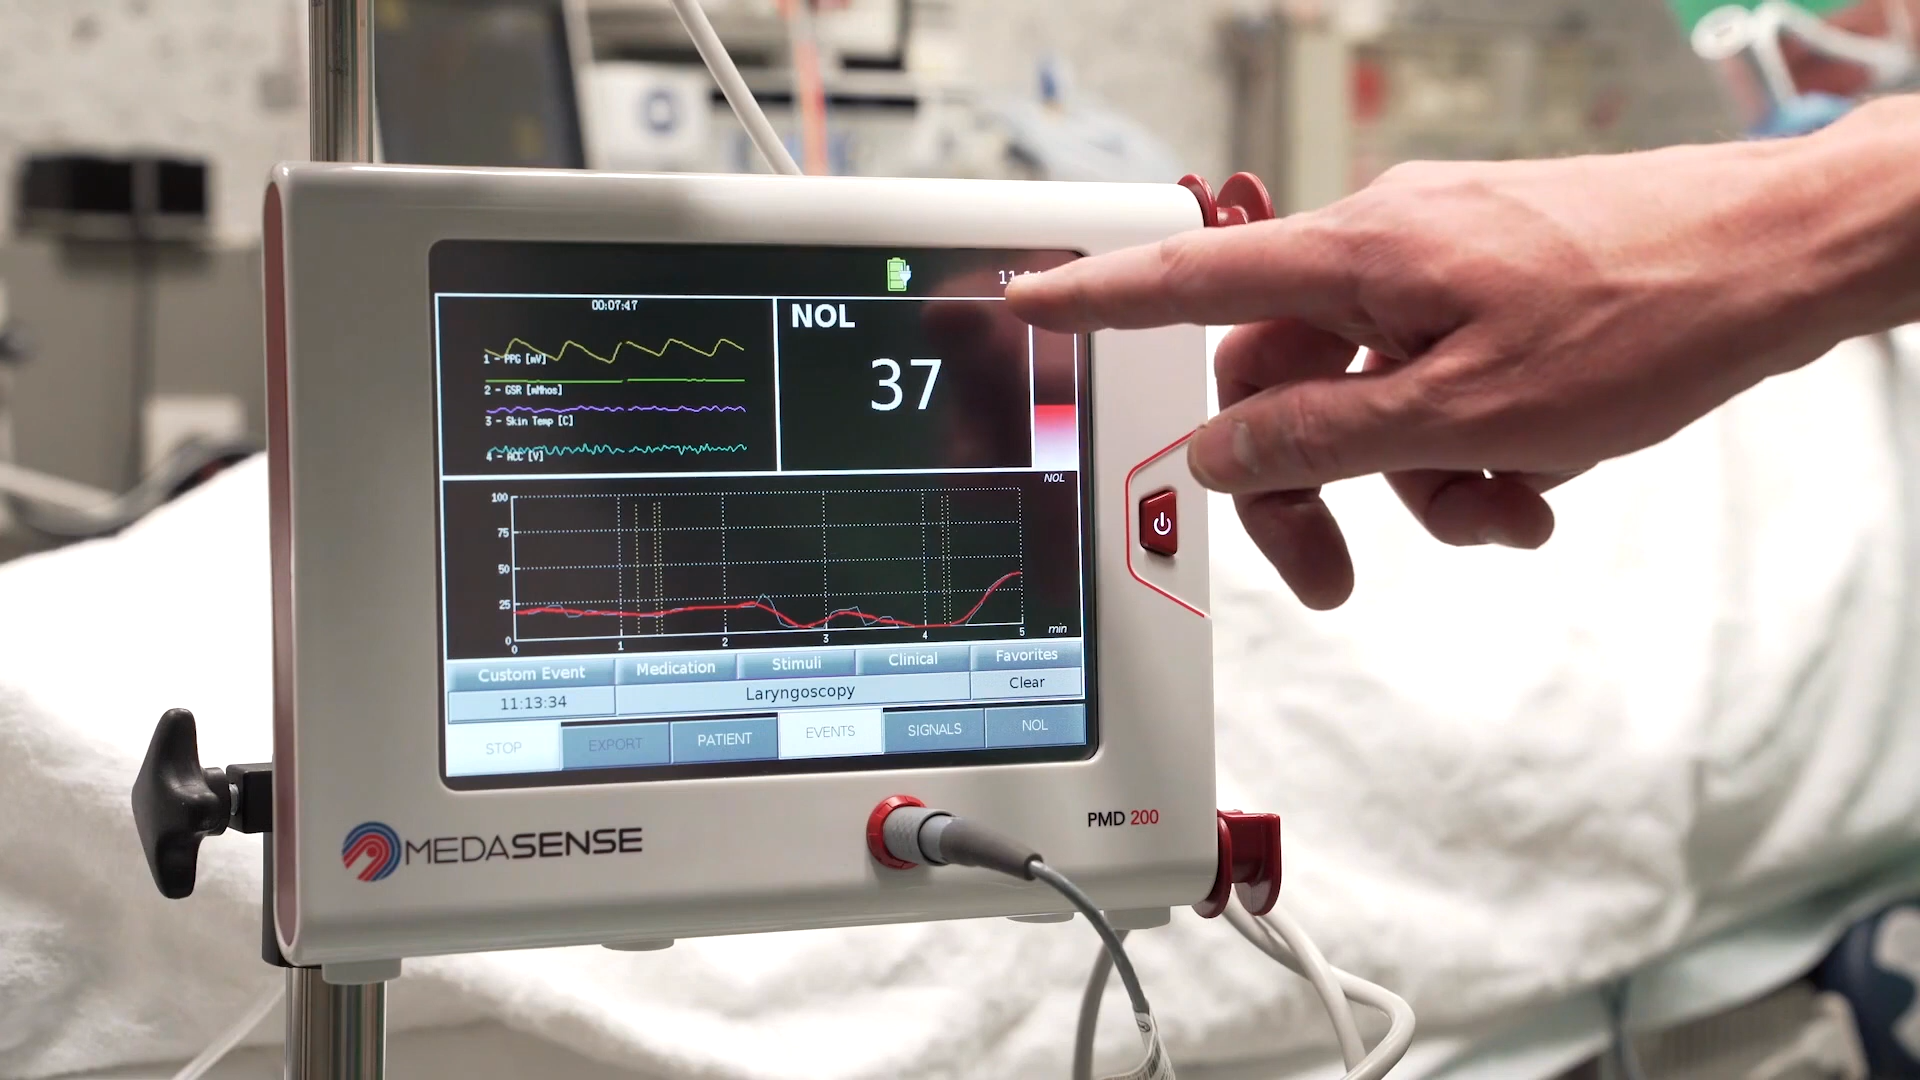 00:07:47
1 - PPG [mV]
2 - GSR [mMhos]
3 - Skin Temp [C]
4 - ACC [V]
NOL
37
NOL
100
75
50
25
0
0 1 2 3 4 5 min
Custom Event Medication Stimuli Clinical Favorites
11:13:34 Laryngoscopy Clear
STOP EXPORT PATIENT EVENTS SIGNALS NOL
MEDASENSE
PMD 200